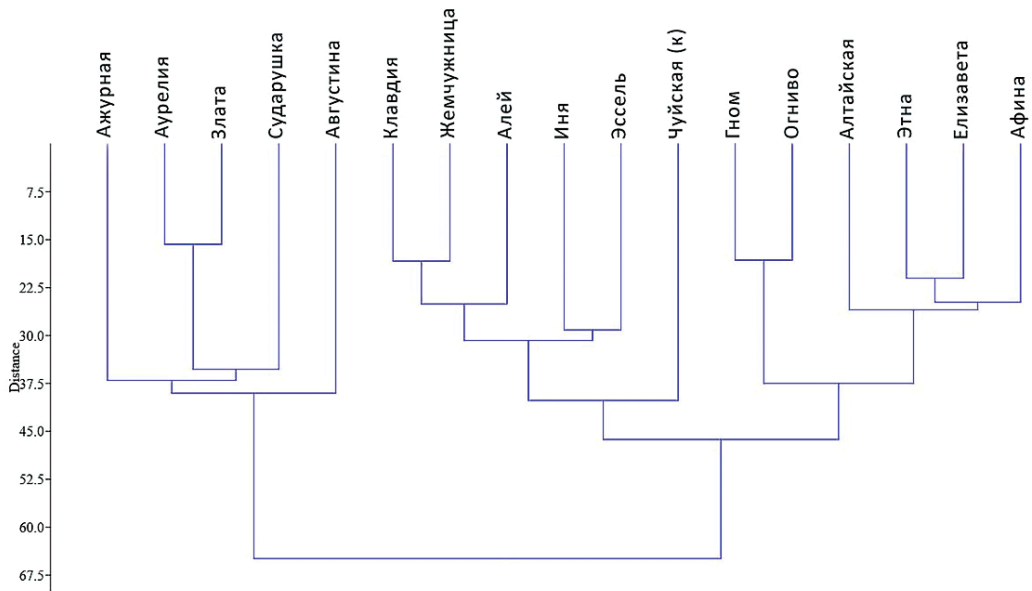 Ажурная
Аурелия
Злата
Сударушка
Августина
Клавдия
Жемчужница
Алей
Иня
Эссель
Чуйская (к)
Гном
Огниво
Алтайская
Этна
Елизавета
Афина
7.5
15.0
22.5
30.0
37.5
45.0
52.5
60.0
67.5
Distance